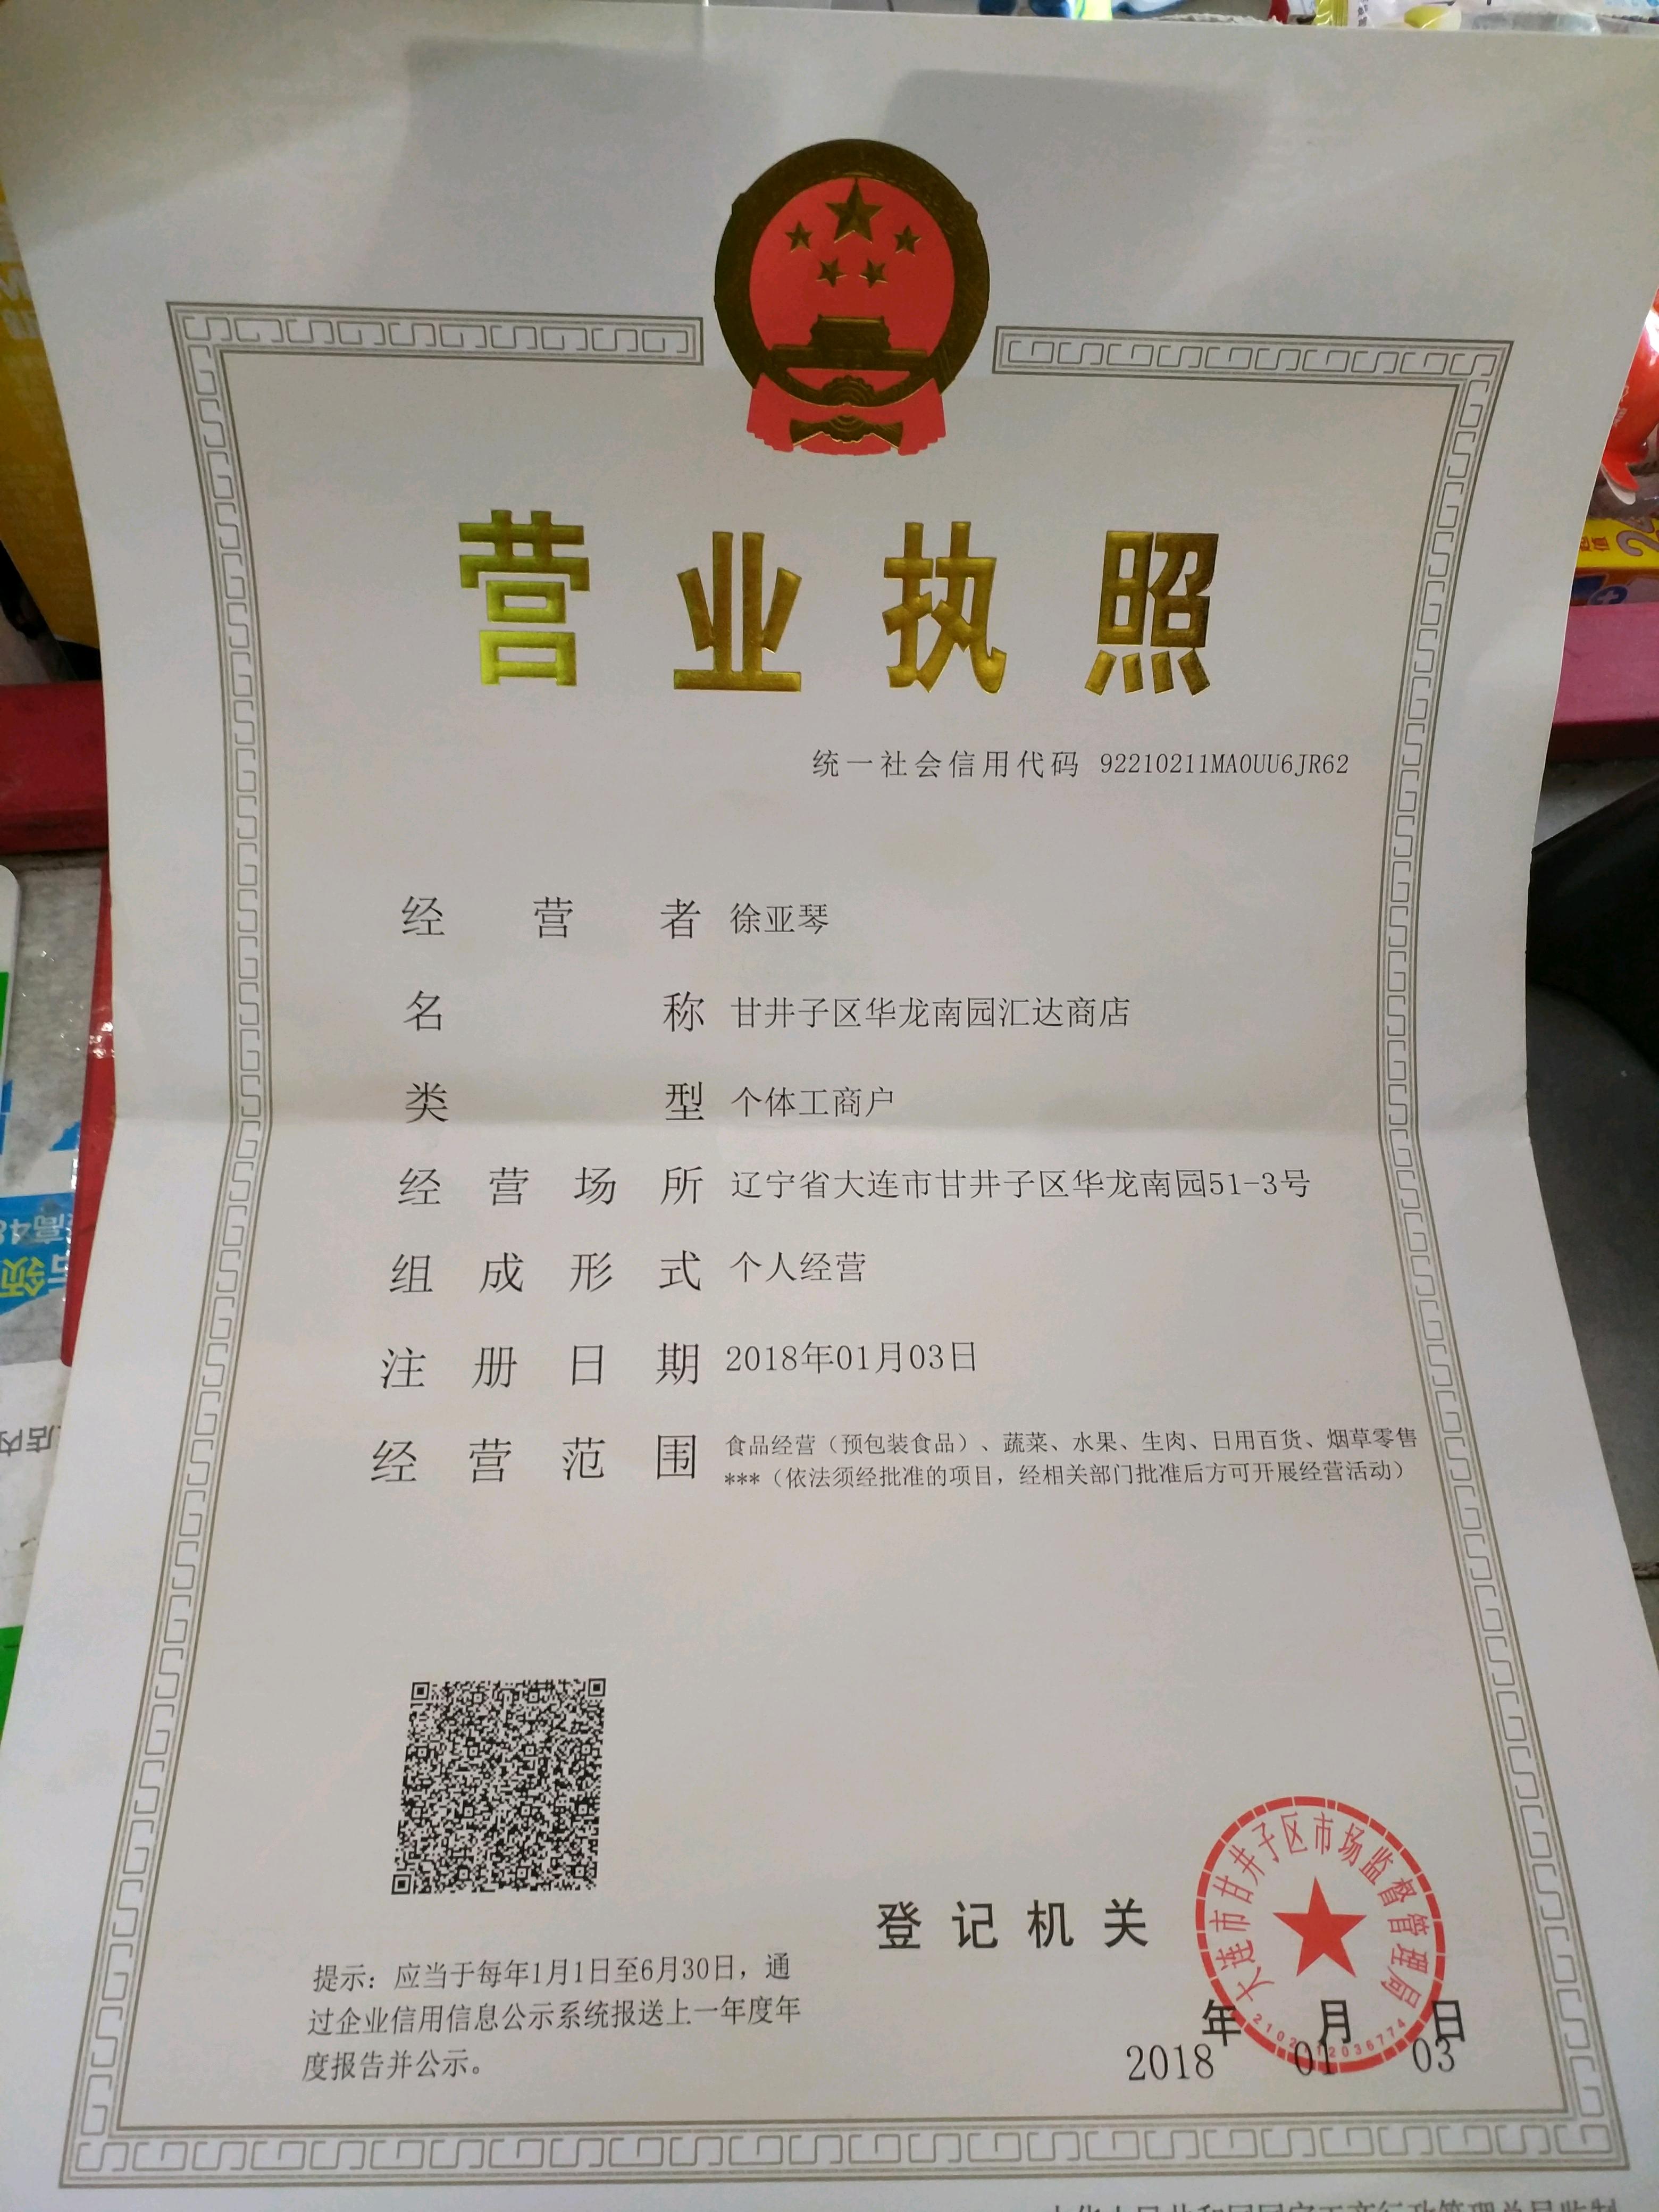 营业执照
统一社会信用代码 92210211MA0UU6JR62
经营者 徐亚琴
名称 甘井子区华龙南园汇达商店
类型 个体工商户
经营场所 辽宁省大连市甘井子区华龙南园51-3号
组成形式 个人经营
注册日期 2018年01月03日
经营范围 食品经营（预包装食品）、蔬菜、水果、生肉、日用百货、烟草零售
***（依法须经批准的项目，经相关部门批准后方可开展经营活动）
登记机关
大连市甘井子区市场监督管理局
年 月 日
2018 01 03
提示：应当于每年1月1日至6月30日，通
过企业信用信息公示系统报送上一年度年
度报告并公示。